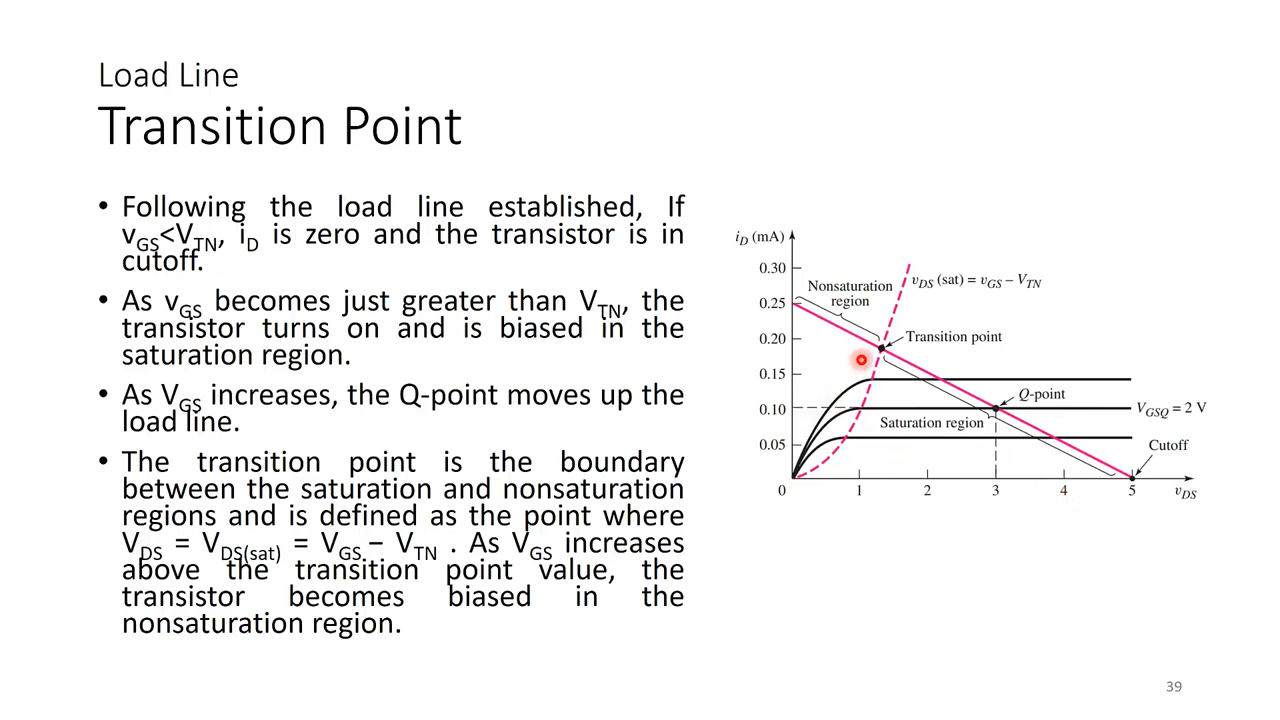 Load Line
Transition Point
• Following the load line established, If
vGS<VTN, iD is zero and the transistor is in
cutoff.
• As vGS becomes just greater than VTN, the
transistor turns on and is biased in the
saturation region.
• As VGS increases, the Q-point moves up the
load line.
• The transition point is the boundary
between the saturation and nonsaturation
regions and is defined as the point where
VDS = VDS(sat) = VGS − VTN . As VGS increases
above the transition point value, the
transistor becomes biased in the
nonsaturation region.
iD (mA)
0.30
0.25
0.20
0.15
0.10
0.05
0
1
2
3
4
5
vDS
Nonsaturation
region
vDS (sat) = vGS – VTN
Transition point
Q-point
VGSQ = 2 V
Saturation region
Cutoff
39